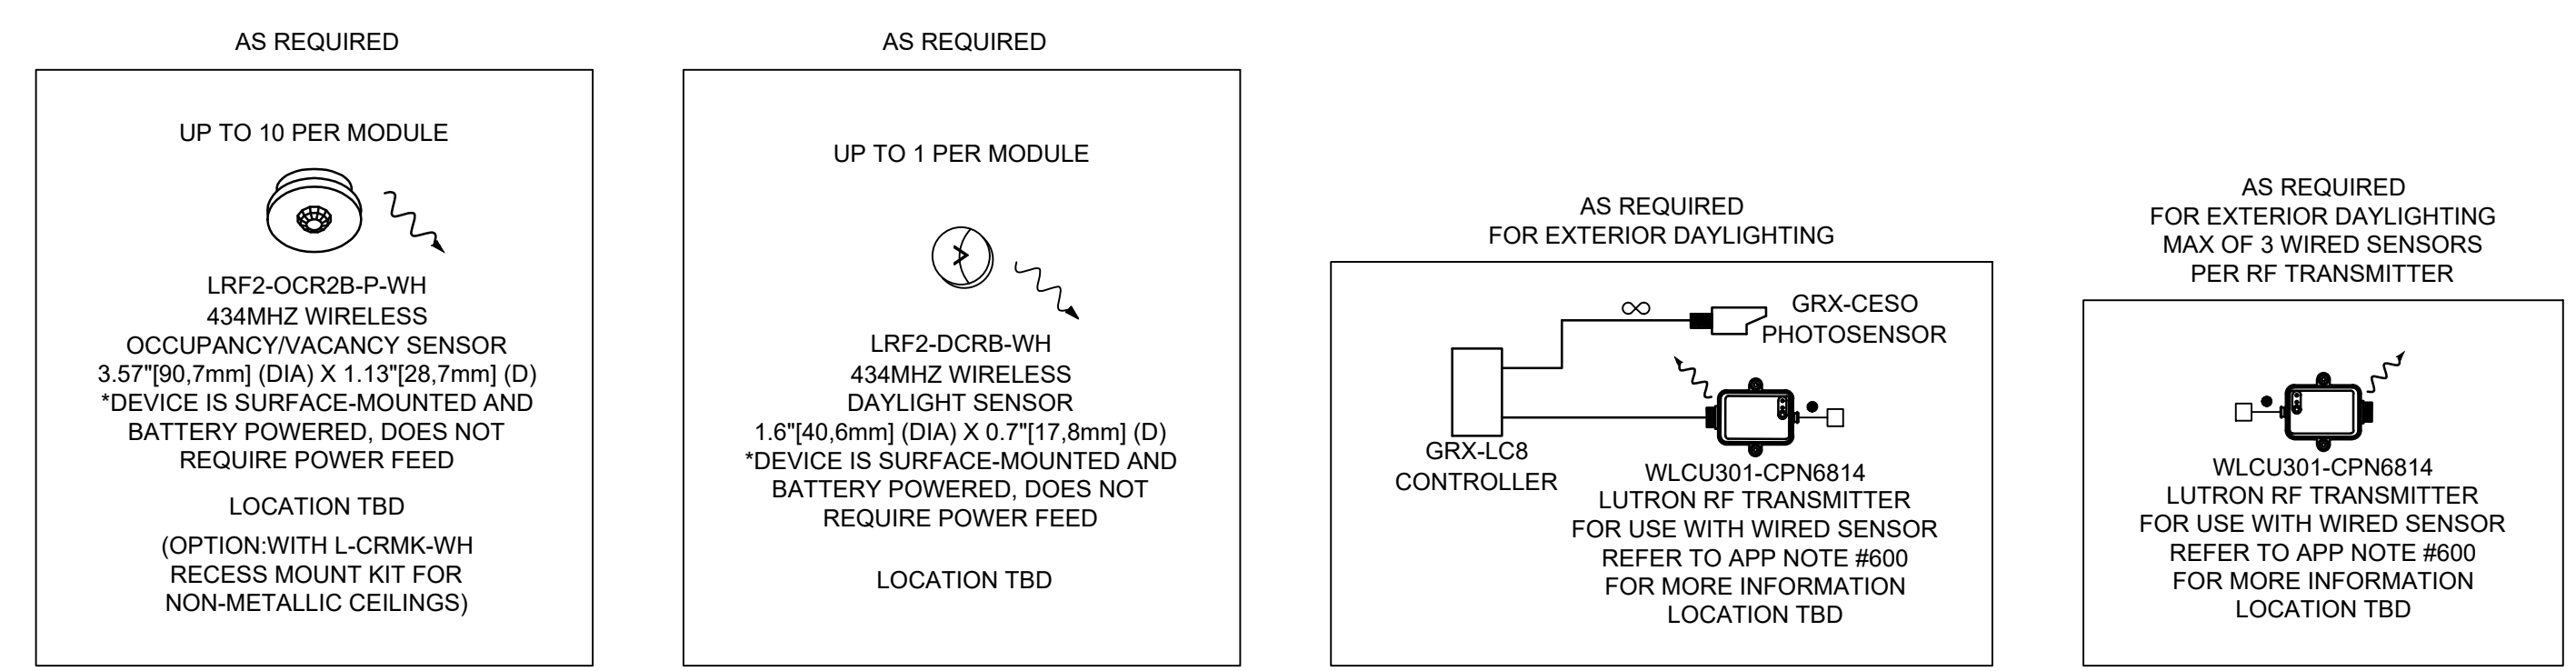 AS REQUIRED
UP TO 10 PER MODULE
LRF2-OCR2B-P-WH
434MHZ WIRELESS
OCCUPANCY/VACANCY SENSOR
3.57"[90,7mm] (DIA) X 1.13"[28,7mm] (D)
*DEVICE IS SURFACE-MOUNTED AND
BATTERY POWERED, DOES NOT
REQUIRE POWER FEED
LOCATION TBD
(OPTION:WITH L-CRMK-WH
RECESS MOUNT KIT FOR
NON-METALLIC CEILINGS)
AS REQUIRED
UP TO 1 PER MODULE
LRF2-DCRB-WH
434MHZ WIRELESS
DAYLIGHT SENSOR
1.6"[40,6mm] (DIA) X 0.7"[17,8mm] (D)
*DEVICE IS SURFACE-MOUNTED AND
BATTERY POWERED, DOES NOT
REQUIRE POWER FEED
LOCATION TBD
AS REQUIRED
FOR EXTERIOR DAYLIGHTING
∞
GRX-CESO
PHOTOSENSOR
GRX-LC8
CONTROLLER
WLCU301-CPN6814
LUTRON RF TRANSMITTER
FOR USE WITH WIRED SENSOR
REFER TO APP NOTE #600
FOR MORE INFORMATION
LOCATION TBD
AS REQUIRED
FOR EXTERIOR DAYLIGHTING
MAX OF 3 WIRED SENSORS
PER RF TRANSMITTER
WLCU301-CPN6814
LUTRON RF TRANSMITTER
FOR USE WITH WIRED SENSOR
REFER TO APP NOTE #600
FOR MORE INFORMATION
LOCATION TBD